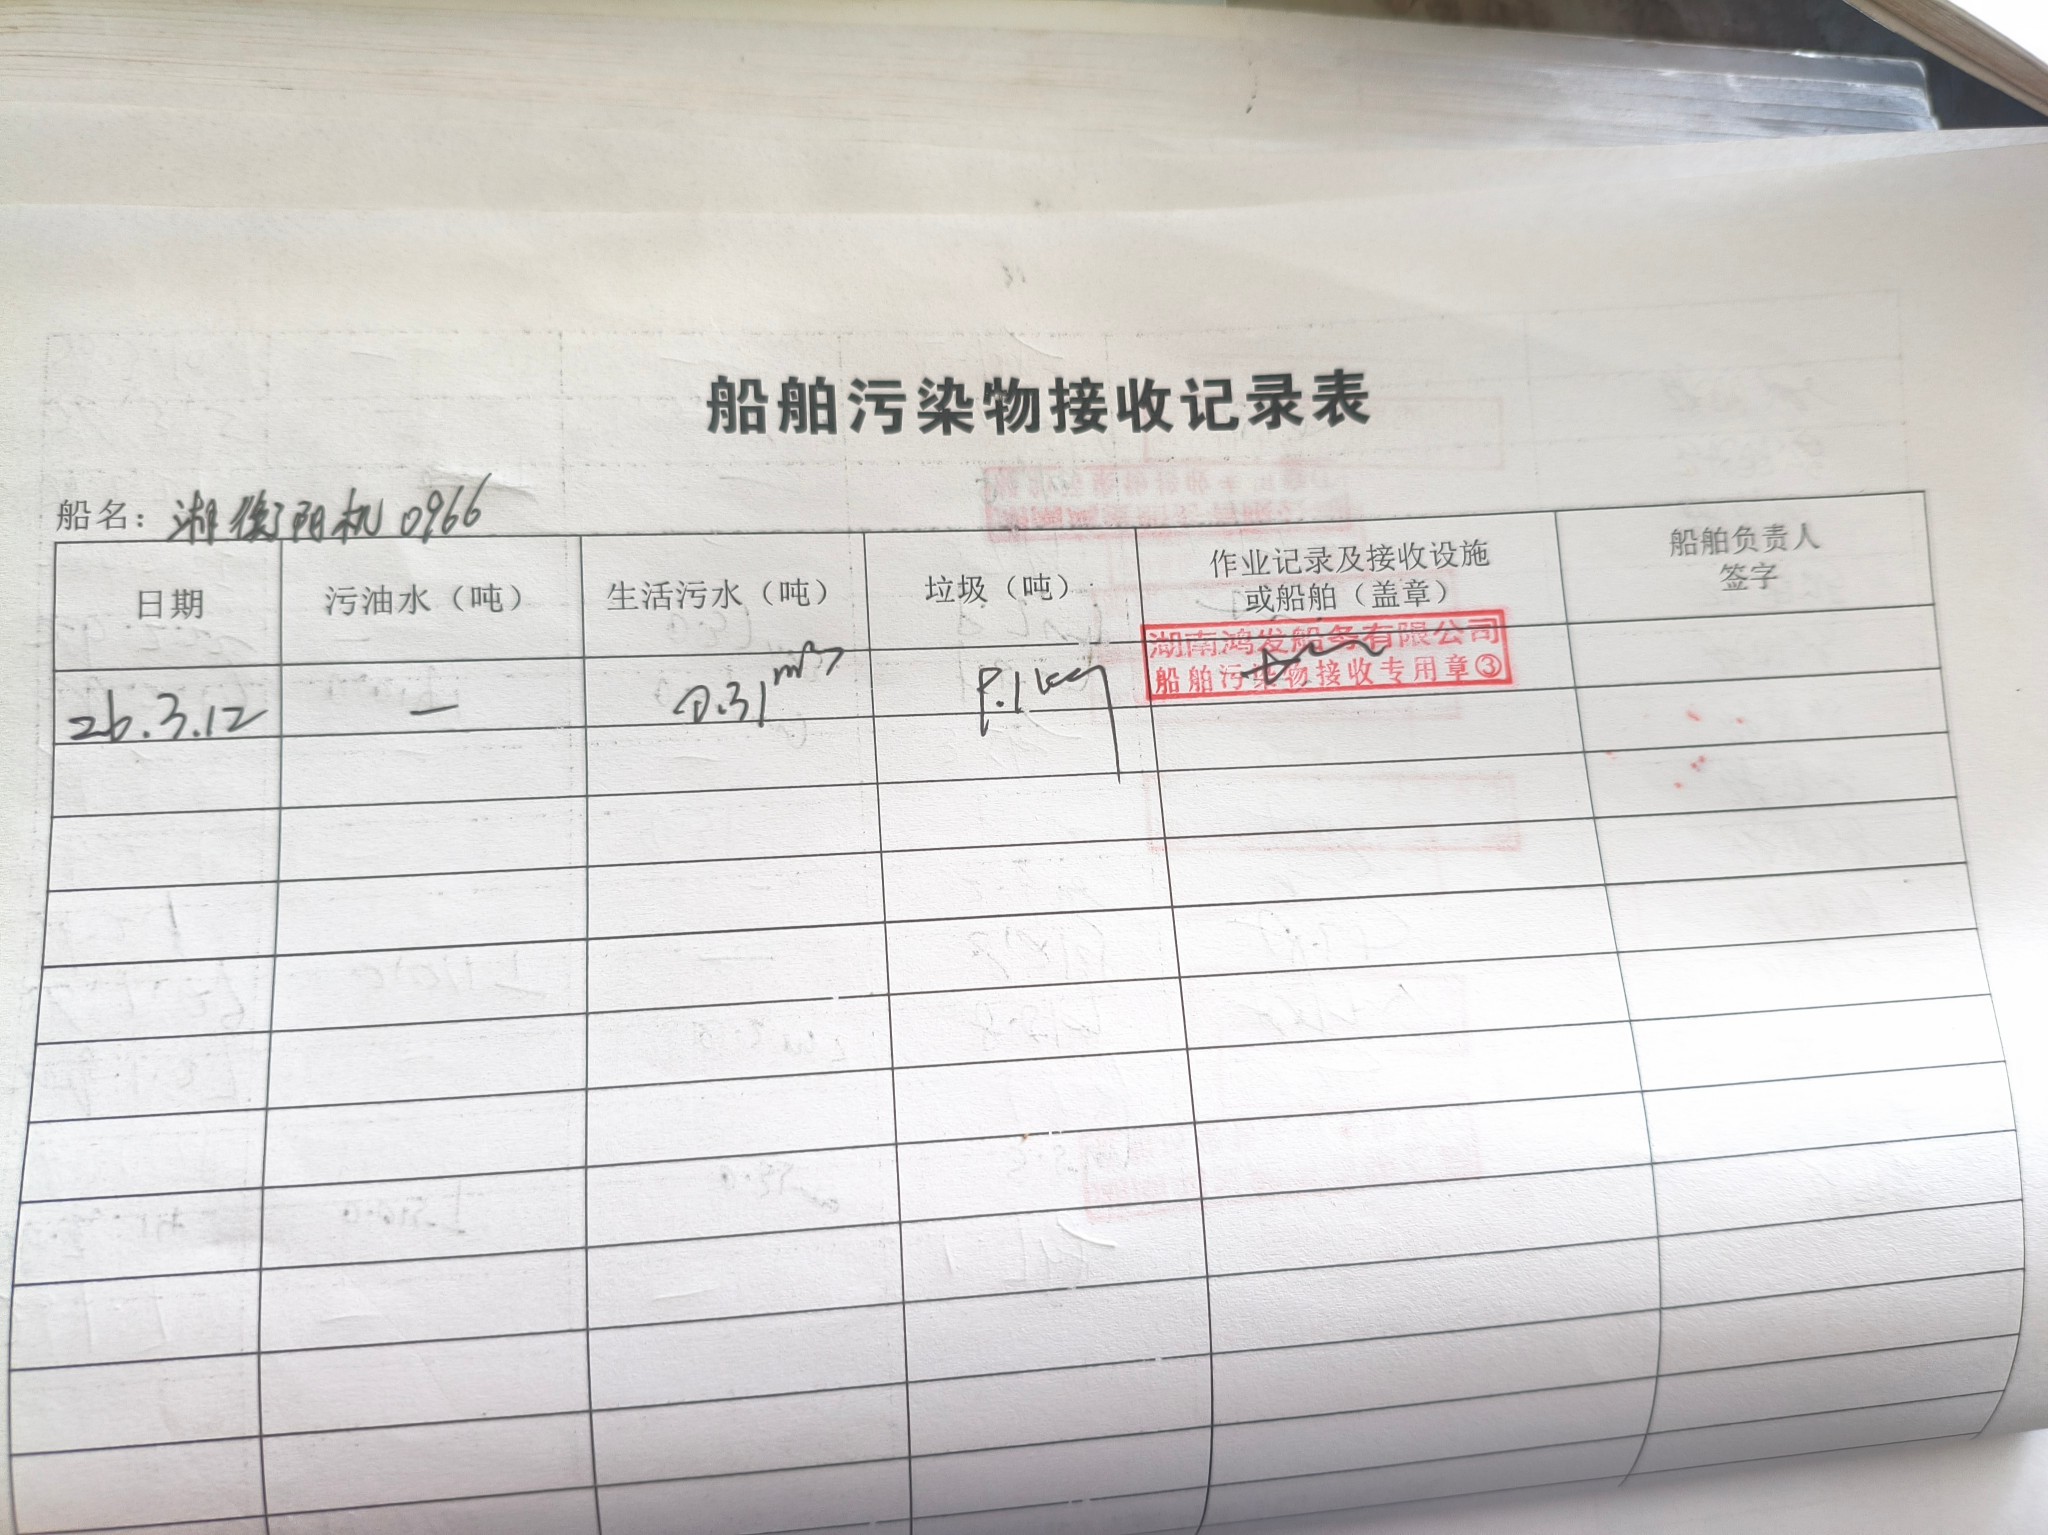 船舶污染物接收记录表
船名：湘衡阳机0966
日期 污油水（吨） 生活污水（吨） 垃圾（吨） 作业记录及接收设施或船舶（盖章） 船舶负责人签字
26.3.12 — 0.31m³ 8.1kg
湖南鸿发船务有限公司
船舶污染物接收专用章③